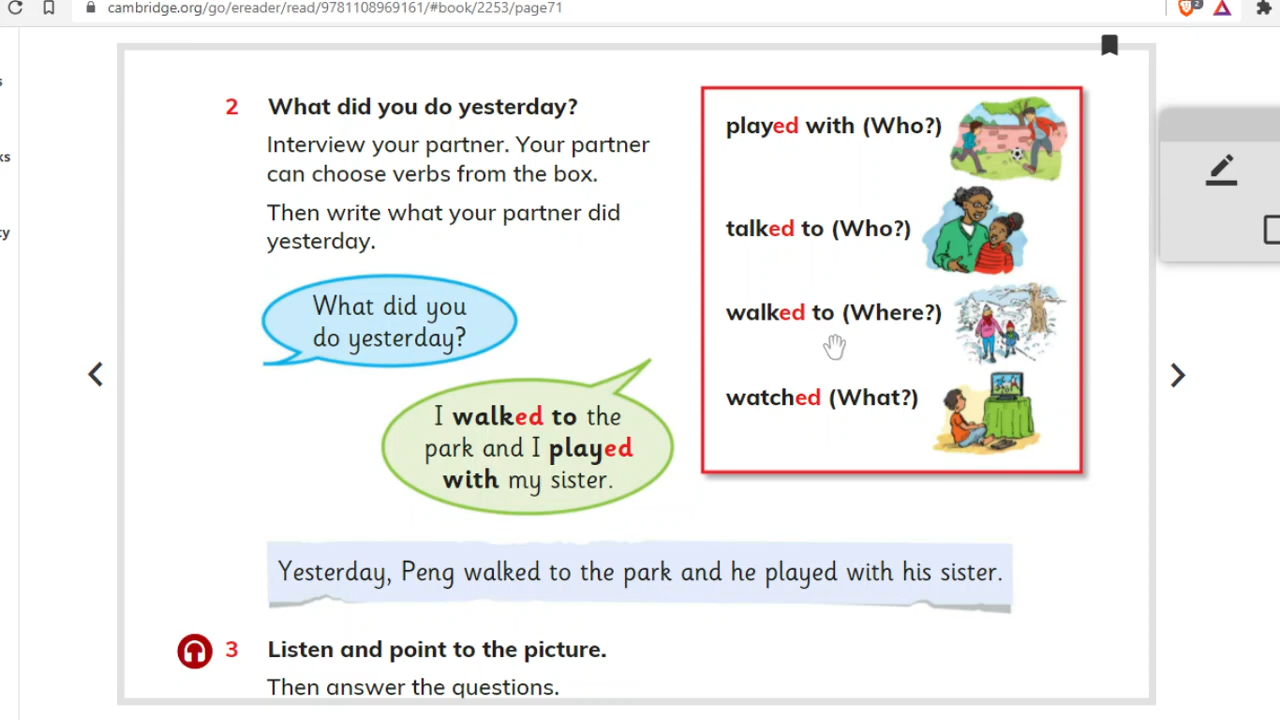 cambridge.org/go/ereader/read/9781108969161/#book/2253/page71
2 What did you do yesterday?
Interview your partner. Your partner
can choose verbs from the box.
Then write what your partner did
yesterday.
What did you
do yesterday?
I walked to the
park and I played
with my sister.
played with (Who?)
talked to (Who?)
walked to (Where?)
watched (What?)
Yesterday, Peng walked to the park and he played with his sister.
3 Listen and point to the picture.
Then answer the questions.